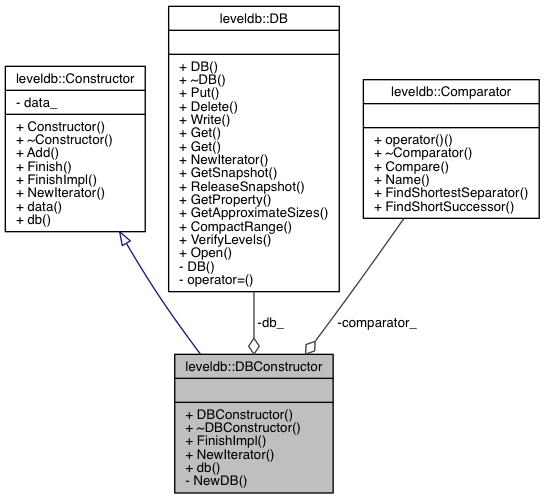 leveldb::Constructor
- data_
+ Constructor()
+ ~Constructor()
+ Add()
+ Finish()
+ FinishImpl()
+ NewIterator()
+ data()
+ db()
leveldb::DB
+ DB()
+ ~DB()
+ Put()
+ Delete()
+ Write()
+ Get()
+ Get()
+ NewIterator()
+ GetSnapshot()
+ ReleaseSnapshot()
+ GetProperty()
+ GetApproximateSizes()
+ CompactRange()
+ VerifyLevels()
+ Open()
- DB()
- operator=()
leveldb::Comparator
+ operator()()
+ ~Comparator()
+ Compare()
+ Name()
+ FindShortestSeparator()
+ FindShortSuccessor()
-db_
-comparator_
leveldb::DBConstructor
+ DBConstructor()
+ ~DBConstructor()
+ FinishImpl()
+ NewIterator()
+ db()
- NewDB()